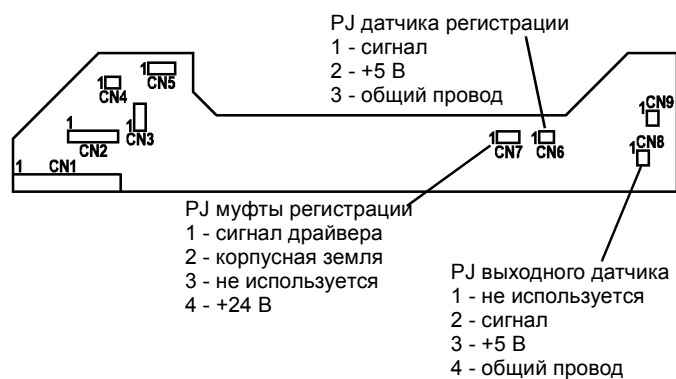 PJ датчика регистрации
1 - сигнал
2 - +5 В
3 - общий провод
1
CN5
1
CN4
1
CN3
1
CN2
1
CN1
1
CN7
1
CN6
1
CN9
1
CN8
PJ муфты регистрации
1 - сигнал драйвера
2 - корпусная земля
3 - не используется
4 - +24 В
PJ выходного датчика
1 - не используется
2 - сигнал
3 - +5 В
4 - общий провод